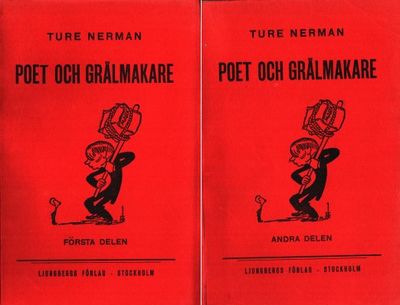 TURE NERMAN
POET OCH GRÄLMAKARE
FÖRSTA DELEN
LJUNGBERGS FÖRLAG - STOCKHOLM
TURE NERMAN
POET OCH GRÄLMAKARE
ANDRA DELEN
LJUNGBERGS FÖRLAG - STOCKHOLM